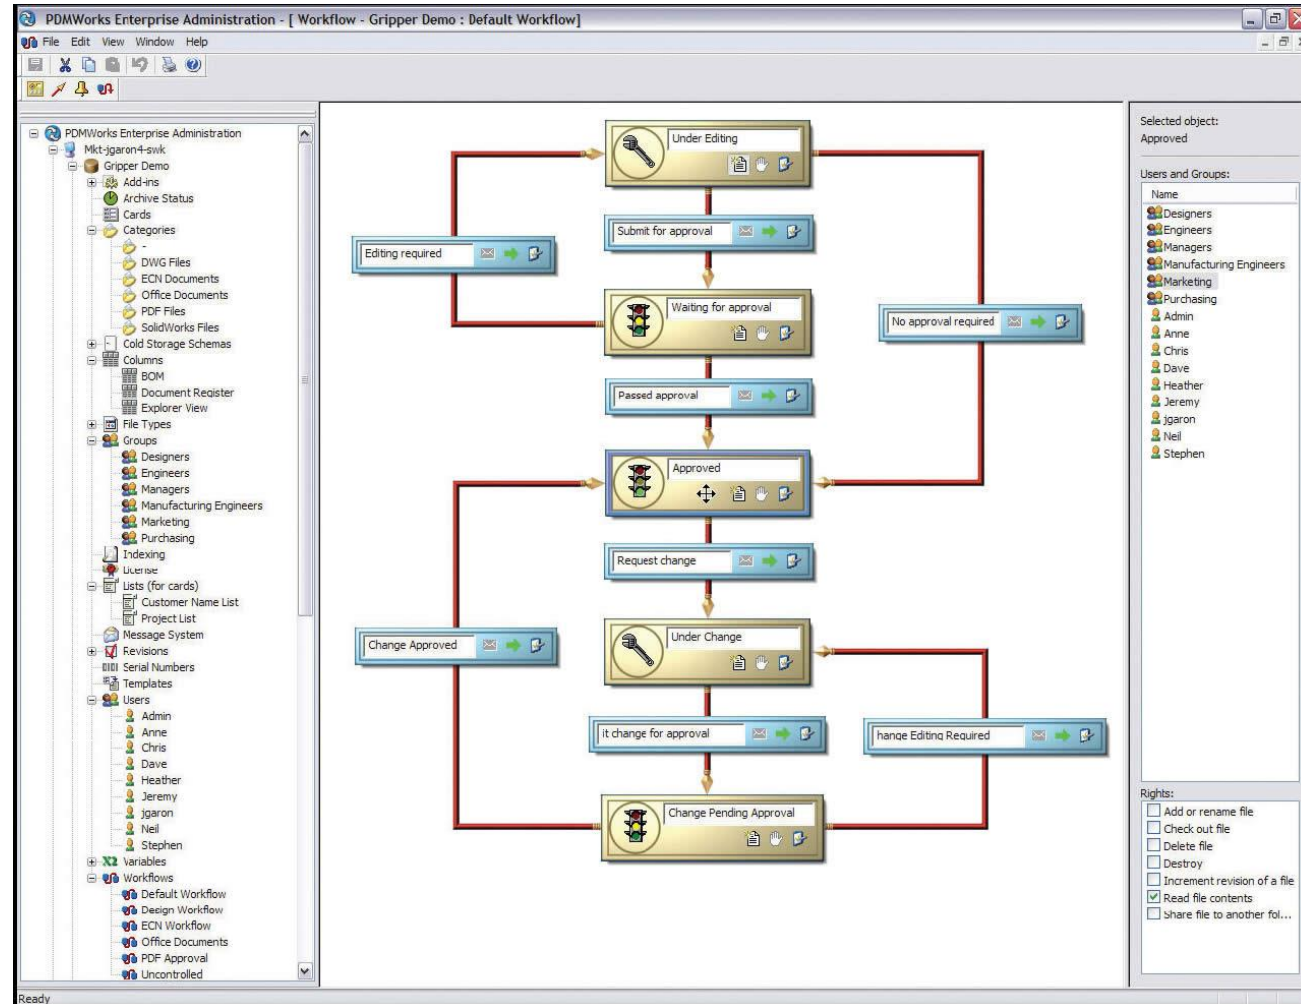 PDMWorks Enterprise Administration - [ Workflow - Gripper Demo : Default Workflow]
File Edit View Window Help
PDMWorks Enterprise Administration
Mkt-jgaron4-swk
Gripper Demo
Add-ins
Archive Status
Cards
Categories
-
DWG Files
ECN Documents
Office Documents
PDF Files
SolidWorks Files
Cold Storage Schemas
Columns
BOM
Document Register
Explorer View
File Types
Groups
Designers
Engineers
Managers
Manufacturing Engineers
Marketing
Purchasing
Indexing
License
Lists (for cards)
Customer Name List
Project List
Message System
Revisions
Serial Numbers
Templates
Users
Admin
Anne
Chris
Dave
Heather
Jeremy
jgaron
Neil
Stephen
Variables
Workflows
Default Workflow
Design Workflow
ECN Workflow
Office Documents
PDF Approval
Uncontrolled
Under Editing
Submit for approval
Editing required
Waiting for approval
No approval required
Passed approval
Approved
Request change
Under Change
Change Approved
it change for approval
hange Editing Required
Change Pending Approval
Selected object:
Approved
Users and Groups:
Name
Designers
Engineers
Managers
Manufacturing Engineers
Marketing
Purchasing
Admin
Anne
Chris
Dave
Heather
Jeremy
jgaron
Neil
Stephen
Rights:
Add or rename file
Check out file
Delete file
Destroy
Increment revision of a file
Read file contents
Share file to another fol...
Ready